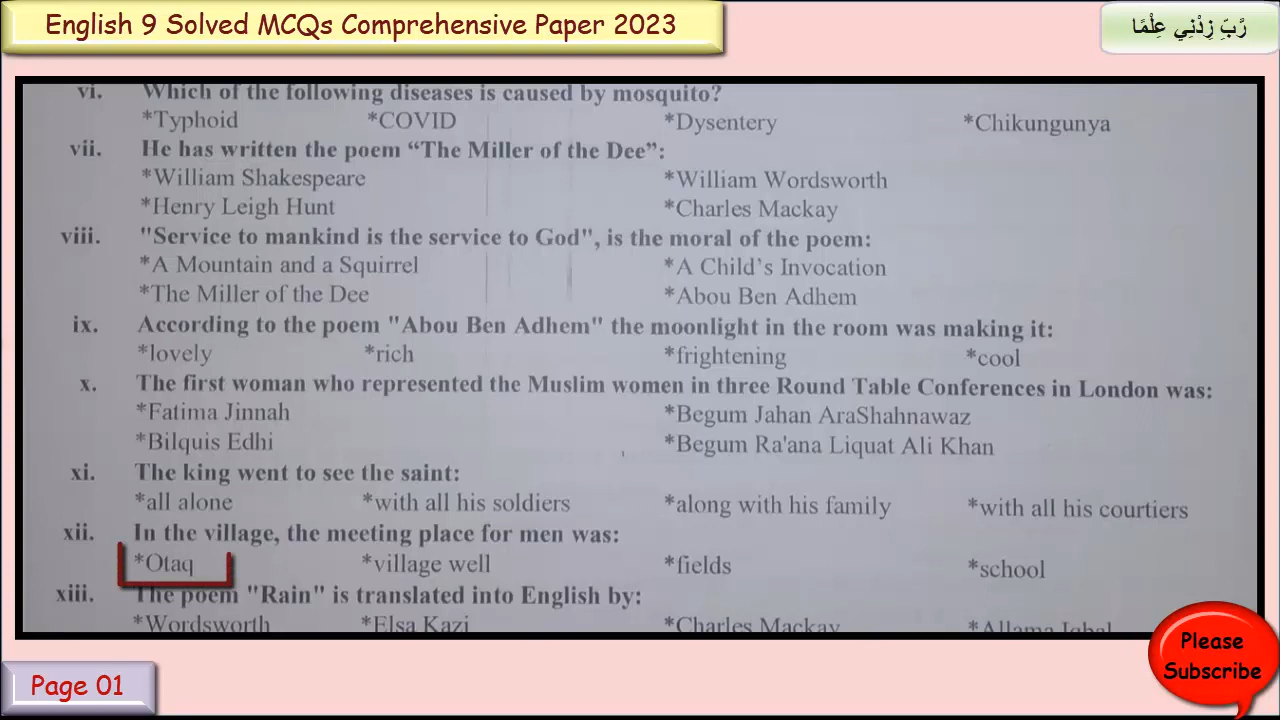 English 9 Solved MCQs Comprehensive Paper 2023
رَّبِّ زِدْنِي عِلْمًا
vi. Which of the following diseases is caused by mosquito?
*Typhoid *COVID *Dysentery *Chikungunya
vii. He has written the poem “The Miller of the Dee”:
*William Shakespeare *William Wordsworth
*Henry Leigh Hunt *Charles Mackay
viii. "Service to mankind is the service to God", is the moral of the poem:
*A Mountain and a Squirrel *A Child’s Invocation
*The Miller of the Dee *Abou Ben Adhem
ix. According to the poem "Abou Ben Adhem" the moonlight in the room was making it:
*lovely *rich *frightening *cool
x. The first woman who represented the Muslim women in three Round Table Conferences in London was:
*Fatima Jinnah *Begum Jahan AraShahnawaz
*Bilquis Edhi *Begum Ra'ana Liquat Ali Khan
xi. The king went to see the saint:
*all alone *with all his soldiers *along with his family *with all his courtiers
xii. In the village, the meeting place for men was:
*Otaq *village well *fields *school
xiii. The poem "Rain" is translated into English by:
*Wordsworth *Elsa Kazi *Charles Mackay *Allama Iqbal
Please
Subscribe
Page 01